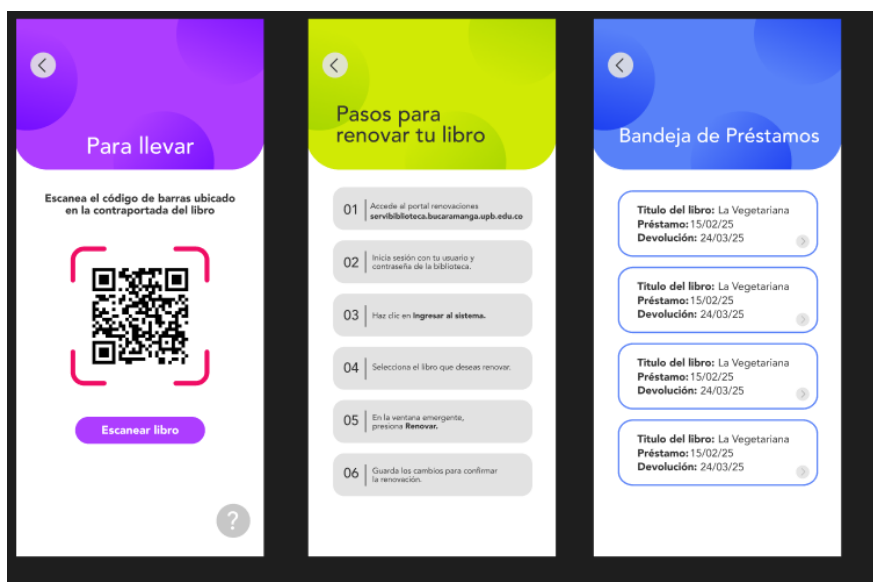 Para llevar
Escanea el código de barras ubicado
en la contraportada del libro
Escanear libro
?
Pasos para
renovar tu libro
01 Accede al portal renovaciones
servibiblioteca.bucaramanga.upb.edu.co
02 Inicia sesión con tu usuario y
contraseña de la biblioteca.
03 Haz clic en Ingresar al sistema.
04 Selecciona el libro que deseas renovar.
05 En la ventana emergente,
presiona Renovar.
06 Guarda los cambios para confirmar
la renovación.
Bandeja de Préstamos
Titulo del libro: La Vegetariana
Préstamo: 15/02/25
Devolución: 24/03/25
Titulo del libro: La Vegetariana
Préstamo: 15/02/25
Devolución: 24/03/25
Titulo del libro: La Vegetariana
Préstamo: 15/02/25
Devolución: 24/03/25
Titulo del libro: La Vegetariana
Préstamo: 15/02/25
Devolución: 24/03/25